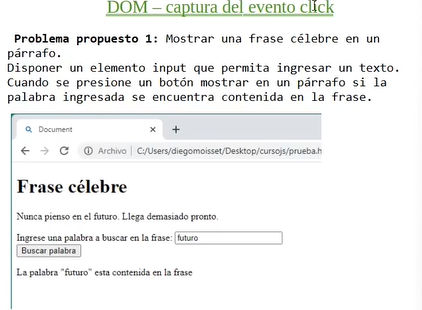 DOM – captura del evento click
Problema propuesto 1: Mostrar una frase célebre en un
párrafo.
Disponer un elemento input que permita ingresar un texto.
Cuando se presione un botón mostrar en un párrafo si la
palabra ingresada se encuentra contenida en la frase.
Document
Archivo | C:/Users/diegomoisset/Desktop/cursojs/prueba.h
Frase célebre
Nunca pienso en el futuro. Llega demasiado pronto.
Ingrese una palabra a buscar en la frase: futuro
Buscar palabra
La palabra "futuro" esta contenida en la frase